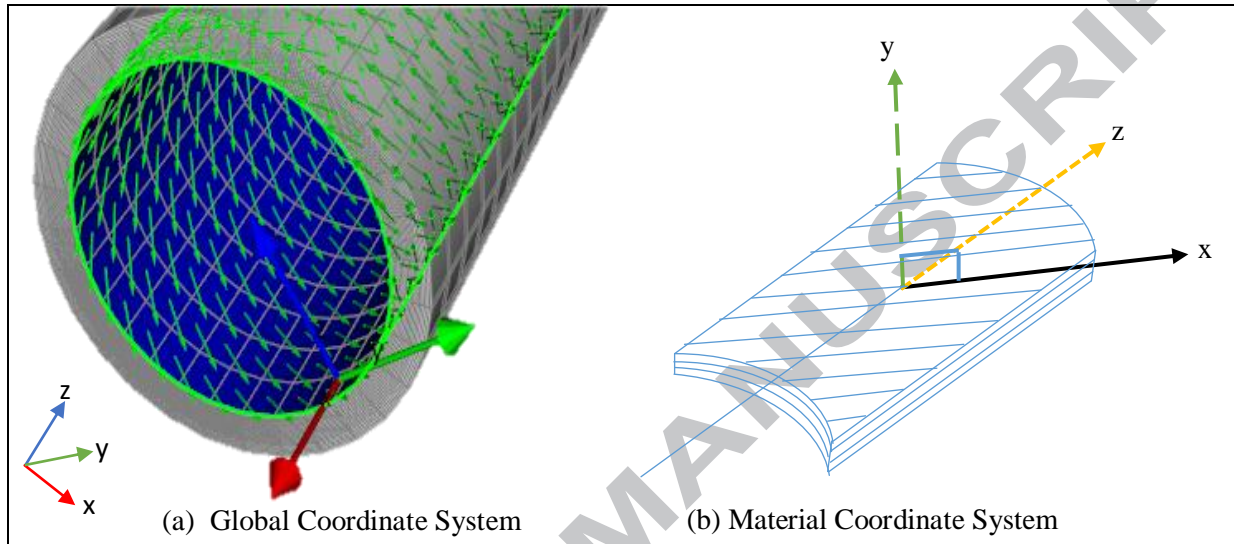 z
y
x
(a) Global Coordinate System
y
z
x
(b) Material Coordinate System
MANUSCRIP